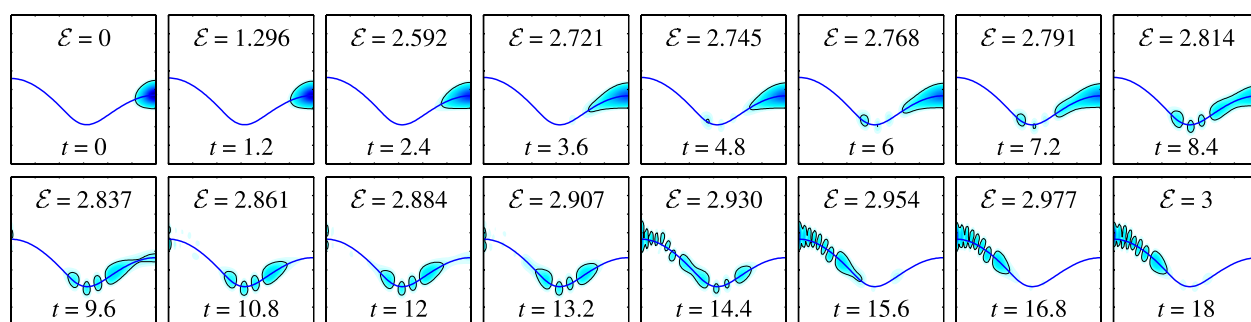 ℰ = 0 ℰ = 1.296 ℰ = 2.592 ℰ = 2.721 ℰ = 2.745 ℰ = 2.768 ℰ = 2.791 ℰ = 2.814
t = 0 t = 1.2 t = 2.4 t = 3.6 t = 4.8 t = 6 t = 7.2 t = 8.4
ℰ = 2.837 ℰ = 2.861 ℰ = 2.884 ℰ = 2.907 ℰ = 2.930 ℰ = 2.954 ℰ = 2.977 ℰ = 3
t = 9.6 t = 10.8 t = 12 t = 13.2 t = 14.4 t = 15.6 t = 16.8 t = 18